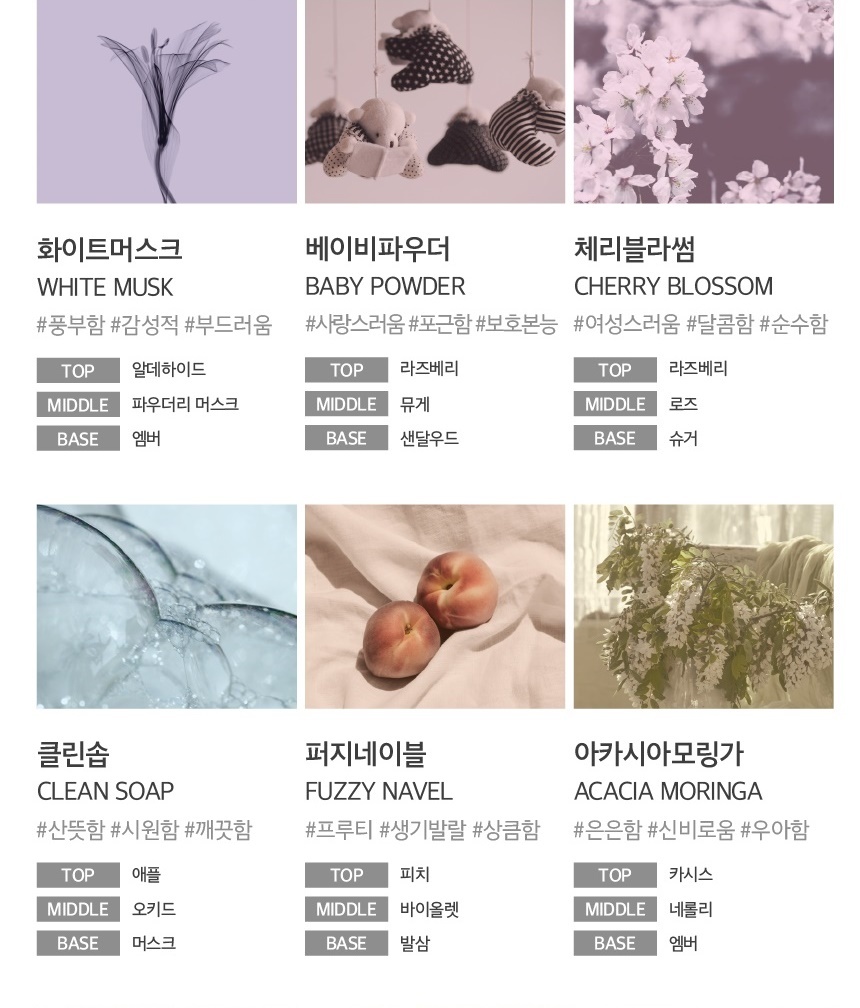 화이트머스크
WHITE MUSK
#풍부함 #감성적 #부드러움
TOP 알데하이드
MIDDLE 파우더리 머스크
BASE 엠버
베이비파우더
BABY POWDER
#사랑스러움 #포근함 #보호본능
TOP 라즈베리
MIDDLE 뮤게
BASE 샌달우드
체리블라썸
CHERRY BLOSSOM
#여성스러움 #달콤함 #순수함
TOP 라즈베리
MIDDLE 로즈
BASE 슈거
클린솝
CLEAN SOAP
#산뜻함 #시원함 #깨끗함
TOP 애플
MIDDLE 오키드
BASE 머스크
퍼지네이블
FUZZY NAVEL
#프루티 #생기발랄 #상큼함
TOP 피치
MIDDLE 바이올렛
BASE 발삼
아카시아모링가
ACACIA MORINGA
#은은함 #신비로움 #우아함
TOP 카시스
MIDDLE 네롤리
BASE 엠버